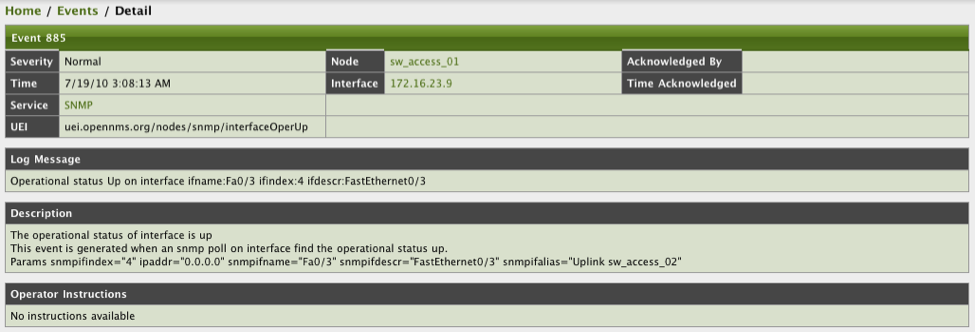 Home / Events / Detail
Event 885
Severity Normal Node sw_access_01 Acknowledged By
Time 7/19/10 3:08:13 AM Interface 172.16.23.9 Time Acknowledged
Service SNMP
UEI uei.opennms.org/nodes/snmp/interfaceOperUp
Log Message
Operational status Up on interface ifname:Fa0/3 ifindex:4 ifdescr:FastEthernet0/3
Description
The operational status of interface is up
This event is generated when an snmp poll on interface find the operational status up.
Params snmpifindex="4" ipaddr="0.0.0.0" snmpifname="Fa0/3" snmpifdescr="FastEthernet0/3" snmpifalias="Uplink sw_access_02"
Operator Instructions
No instructions available